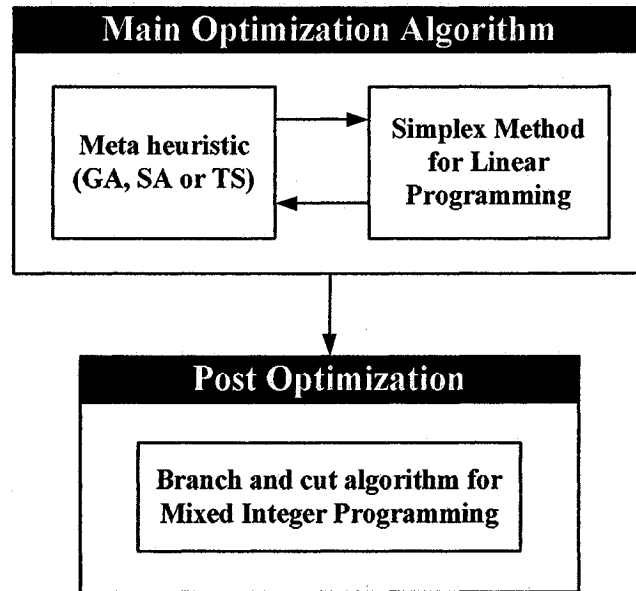 Main Optimization Algorithm
Meta heuristic
(GA, SA or TS)
Simplex Method
for Linear
Programming
Post Optimization
Branch and cut algorithm for
Mixed Integer Programming